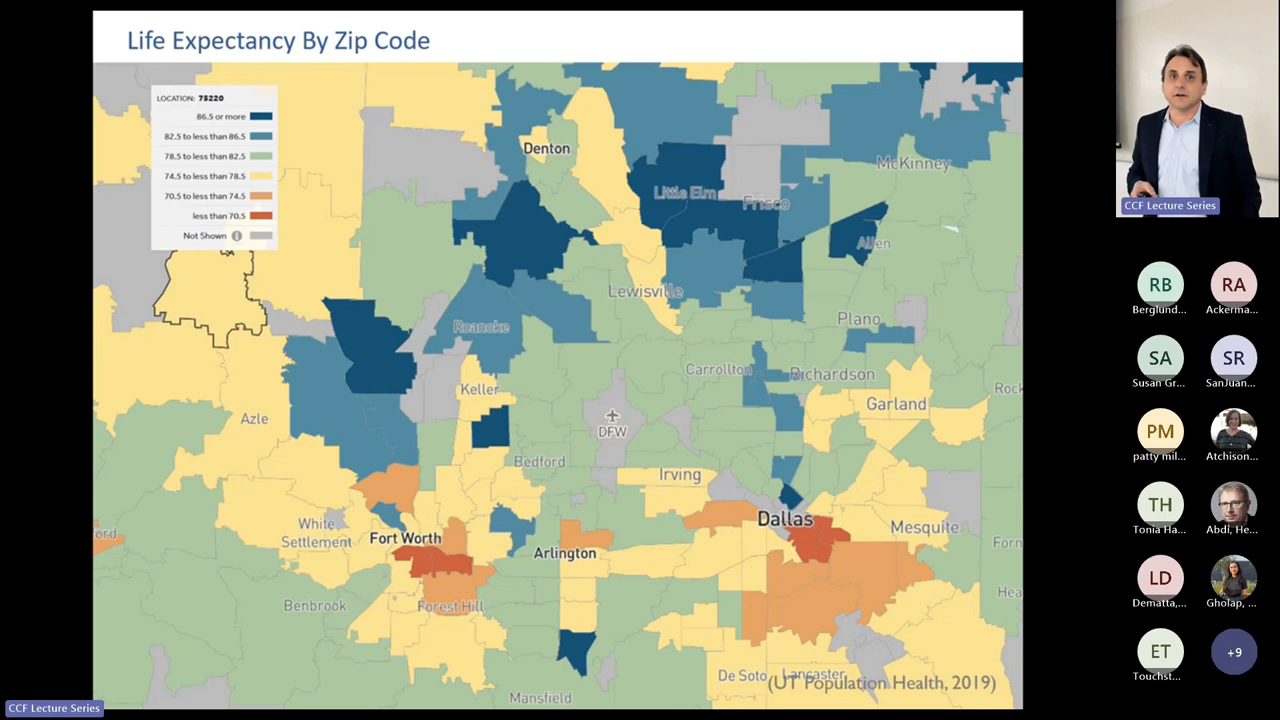 Life Expectancy By Zip Code
LOCATION: 75220
86.5 or more
82.5 to less than 86.5
78.5 to less than 82.5
74.5 to less than 78.5
70.5 to less than 74.5
less than 70.5
Not Shown i
Denton
McKinney
Little Elm
Frisco
Allen
Lewisville
Roanoke
Plano
Carrollton
Richardson
Keller
Garland
Rock
Azle
DFW
Bedford
Irving
White
Settlement
Fort Worth
Dallas
Mesquite
ord
Arlington
Forn
Benbrook
Forest Hill
Hea
De Soto
Lancaster
(UT Population Health, 2019)
Mansfield
CCF Lecture Series
CCF Lecture Series
RB
RA
Berglund...
Ackerma...
SA
SR
Susan Gr...
SanJuan...
PM
patty mil...
Atchison...
TH
Tonia Ha...
Abdi, He...
LD
Dematta,...
Gholap, ...
ET
+9
Touchst...